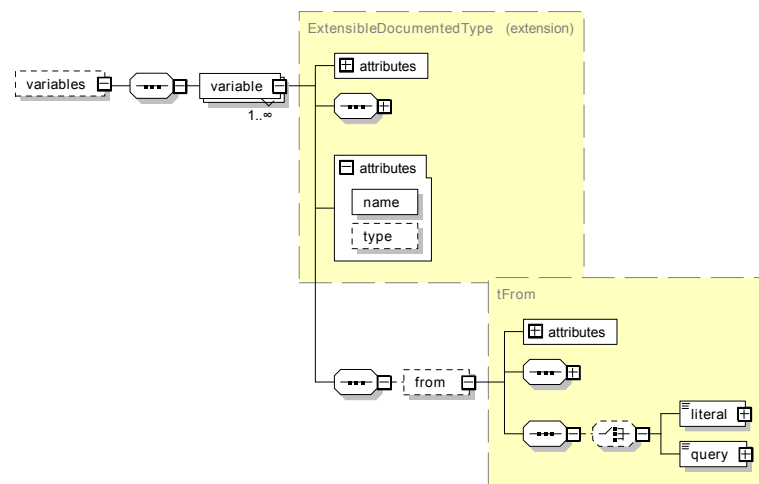 ExtensibleDocumentedType (extension)
attributes
variables
variable
1..∞
attributes
name
type
tFrom
attributes
from
literal
query